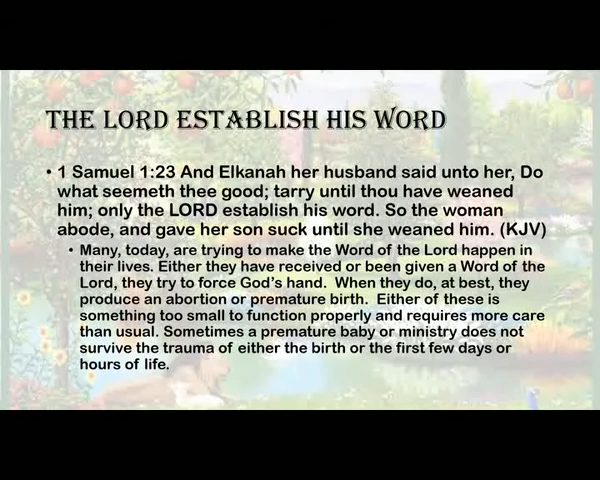 THE LORD ESTABLISH HIS WORD
• 1 Samuel 1:23 And Elkanah her husband said unto her, Do
what seemeth thee good; tarry until thou have weaned
him; only the LORD establish his word. So the woman
abode, and gave her son suck until she weaned him. (KJV)
• Many, today, are trying to make the Word of the Lord happen in
their lives. Either they have received or been given a Word of the
Lord, they try to force God's hand.  When they do, at best, they
produce an abortion or premature birth.  Either of these is
something too small to function properly and requires more care
than usual. Sometimes a premature baby or ministry does not
survive the trauma of either the birth or the first few days or
hours of life.